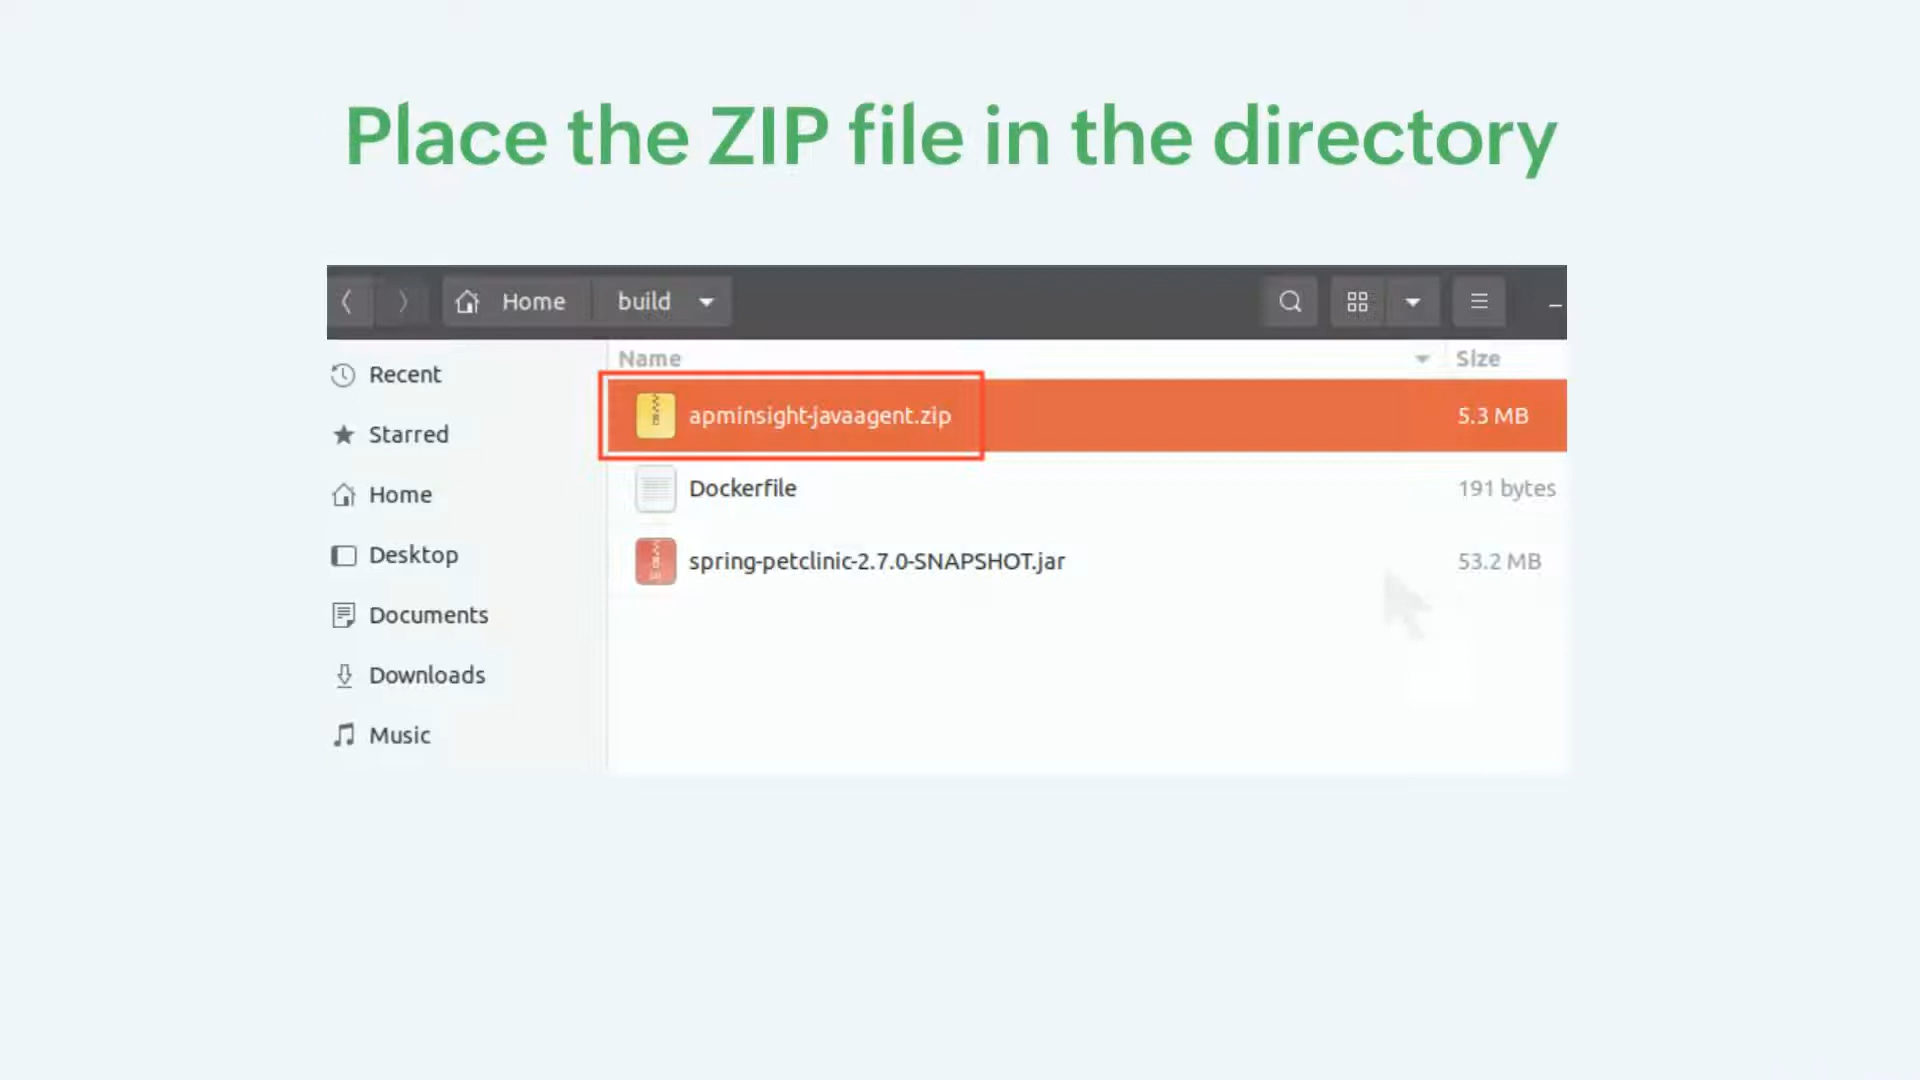 Place the ZIP file in the directory
Home build
Name Size
Recent
apminsight-javaagent.zip 5.3 MB
Starred
Dockerfile 191 bytes
Home
Desktop
spring-petclinic-2.7.0-SNAPSHOT.jar 53.2 MB
Documents
Downloads
Music